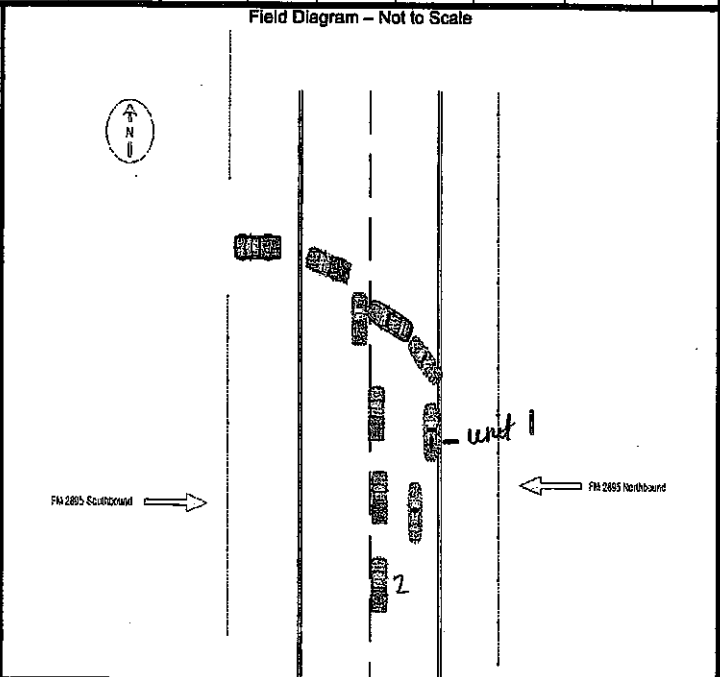 Field Diagram – Not to Scale
N
unit 1
FM 2695 Southbound
FM 2695 Northbound
2